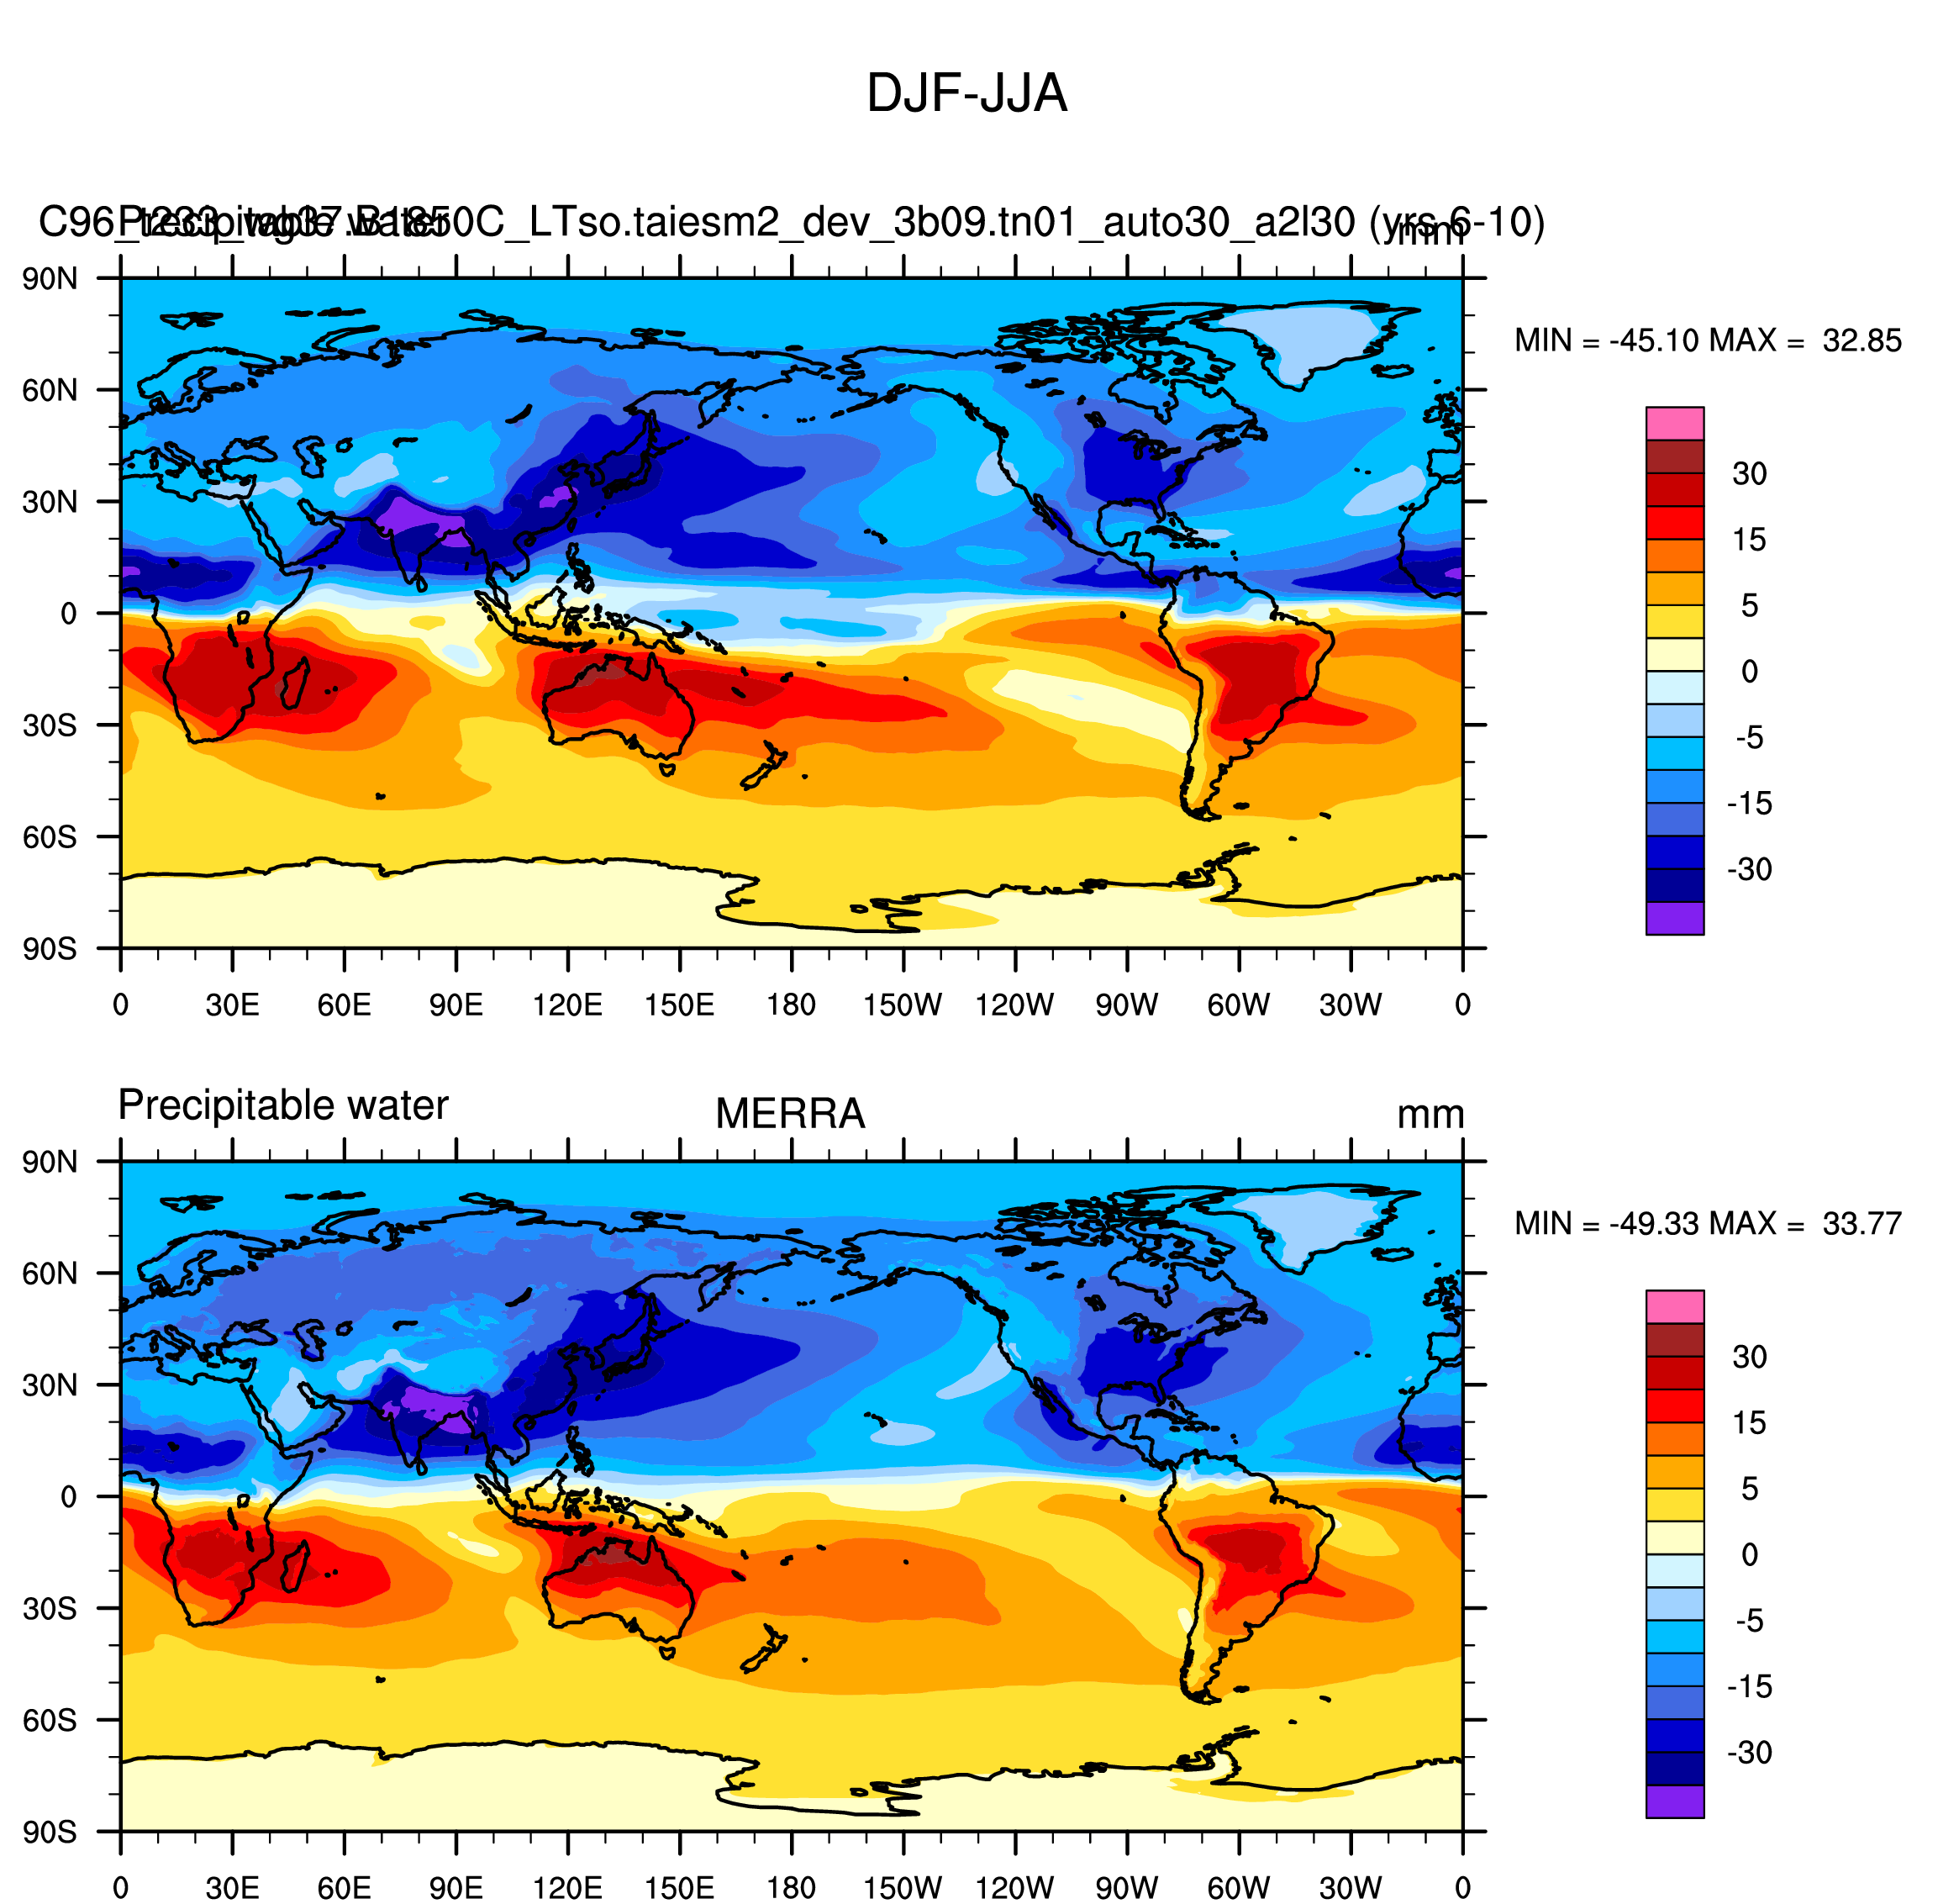 DJF-JJA
C96_t233_wg37.B1850C_LTso.taiesm2_dev_3b09.tn01_auto30_a2l30 (yrs 6-10)
Precipitable water
mm
90N
60N
30N
0
30S
60S
90S
0 30E 60E 90E 120E 150E 180 150W 120W 90W 60W 30W 0
MIN = -45.10 MAX = 32.85
30
15
5
0
-5
-15
-30
Precipitable water
MERRA
mm
90N
60N
30N
0
30S
60S
90S
0 30E 60E 90E 120E 150E 180 150W 120W 90W 60W 30W 0
MIN = -49.33 MAX = 33.77
30
15
5
0
-5
-15
-30